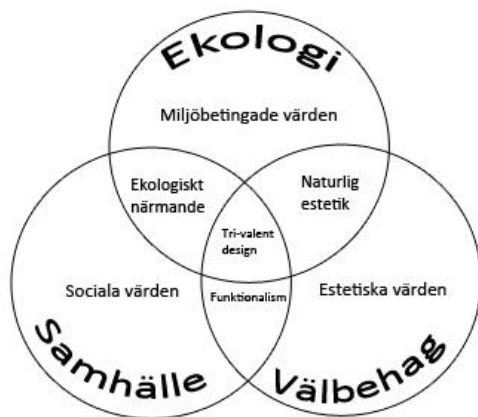 Ekologi
Miljöbetingade värden
Ekologiskt
närmande
Naturlig
estetik
Tri-valent
design
Sociala värden
Funktionalism
Estetiska värden
Samhälle
Välbehag